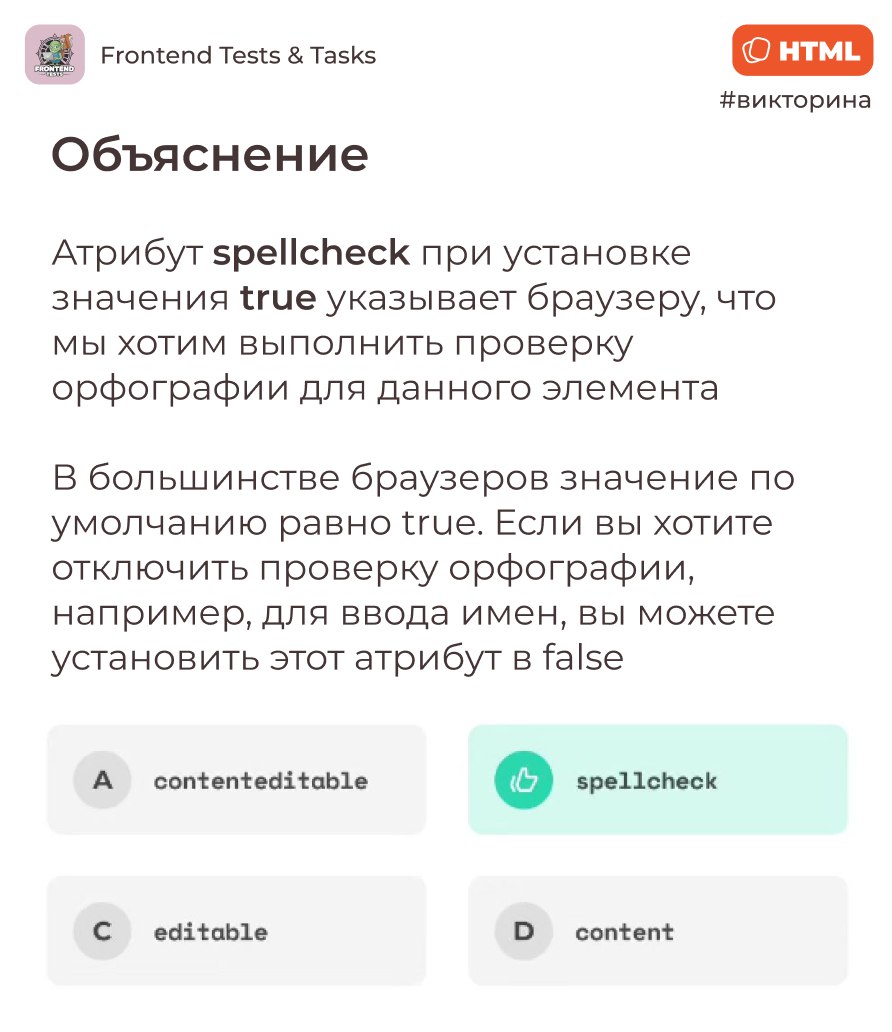 Frontend Tests & Tasks
HTML
#викторина
FRONTEND
TESTS
Объяснение
Атрибут spellcheck при установке
значения true указывает браузеру, что
мы хотим выполнить проверку
орфографии для данного элемента
В большинстве браузеров значение по
умолчанию равно true. Если вы хотите
отключить проверку орфографии,
например, для ввода имен, вы можете
установить этот атрибут в false
A contenteditable
spellcheck
C editable
D content